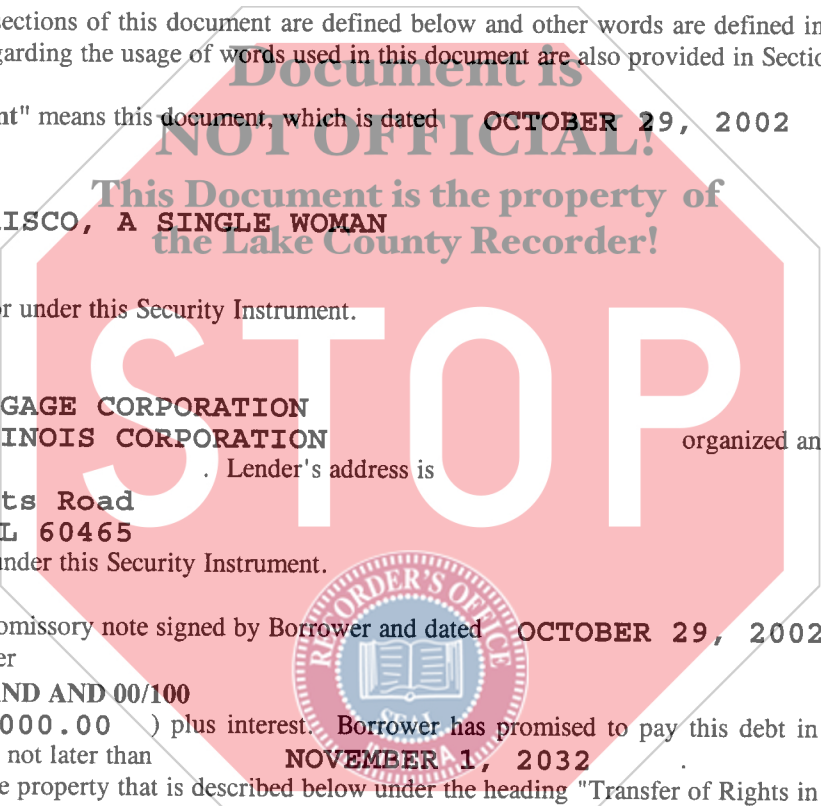 sections of this document are defined below and other words are defined in
garding the usage of words used in this document are also provided in Sectio
Document is
nt" means this document, which is dated OCTOBER 29, 2002
NOT OFFICIAL!
This Document is the property of
ISCO, A SINGLE WOMAN
the Lake County Recorder!
r under this Security Instrument.
STOP
GAGE CORPORATION
INOIS CORPORATION organized an
. Lender's address is
ts Road
L 60465
under this Security Instrument.
RECORDER'S OFFICE
omissory note signed by Borrower and dated OCTOBER 29, 2002
er
ND AND 00/100
000.00 ) plus interest. Borrower has promised to pay this debt in
SEAL
not later than NOVEMBER 1, 2032 .
e property that is described below under the heading "Transfer of Rights in